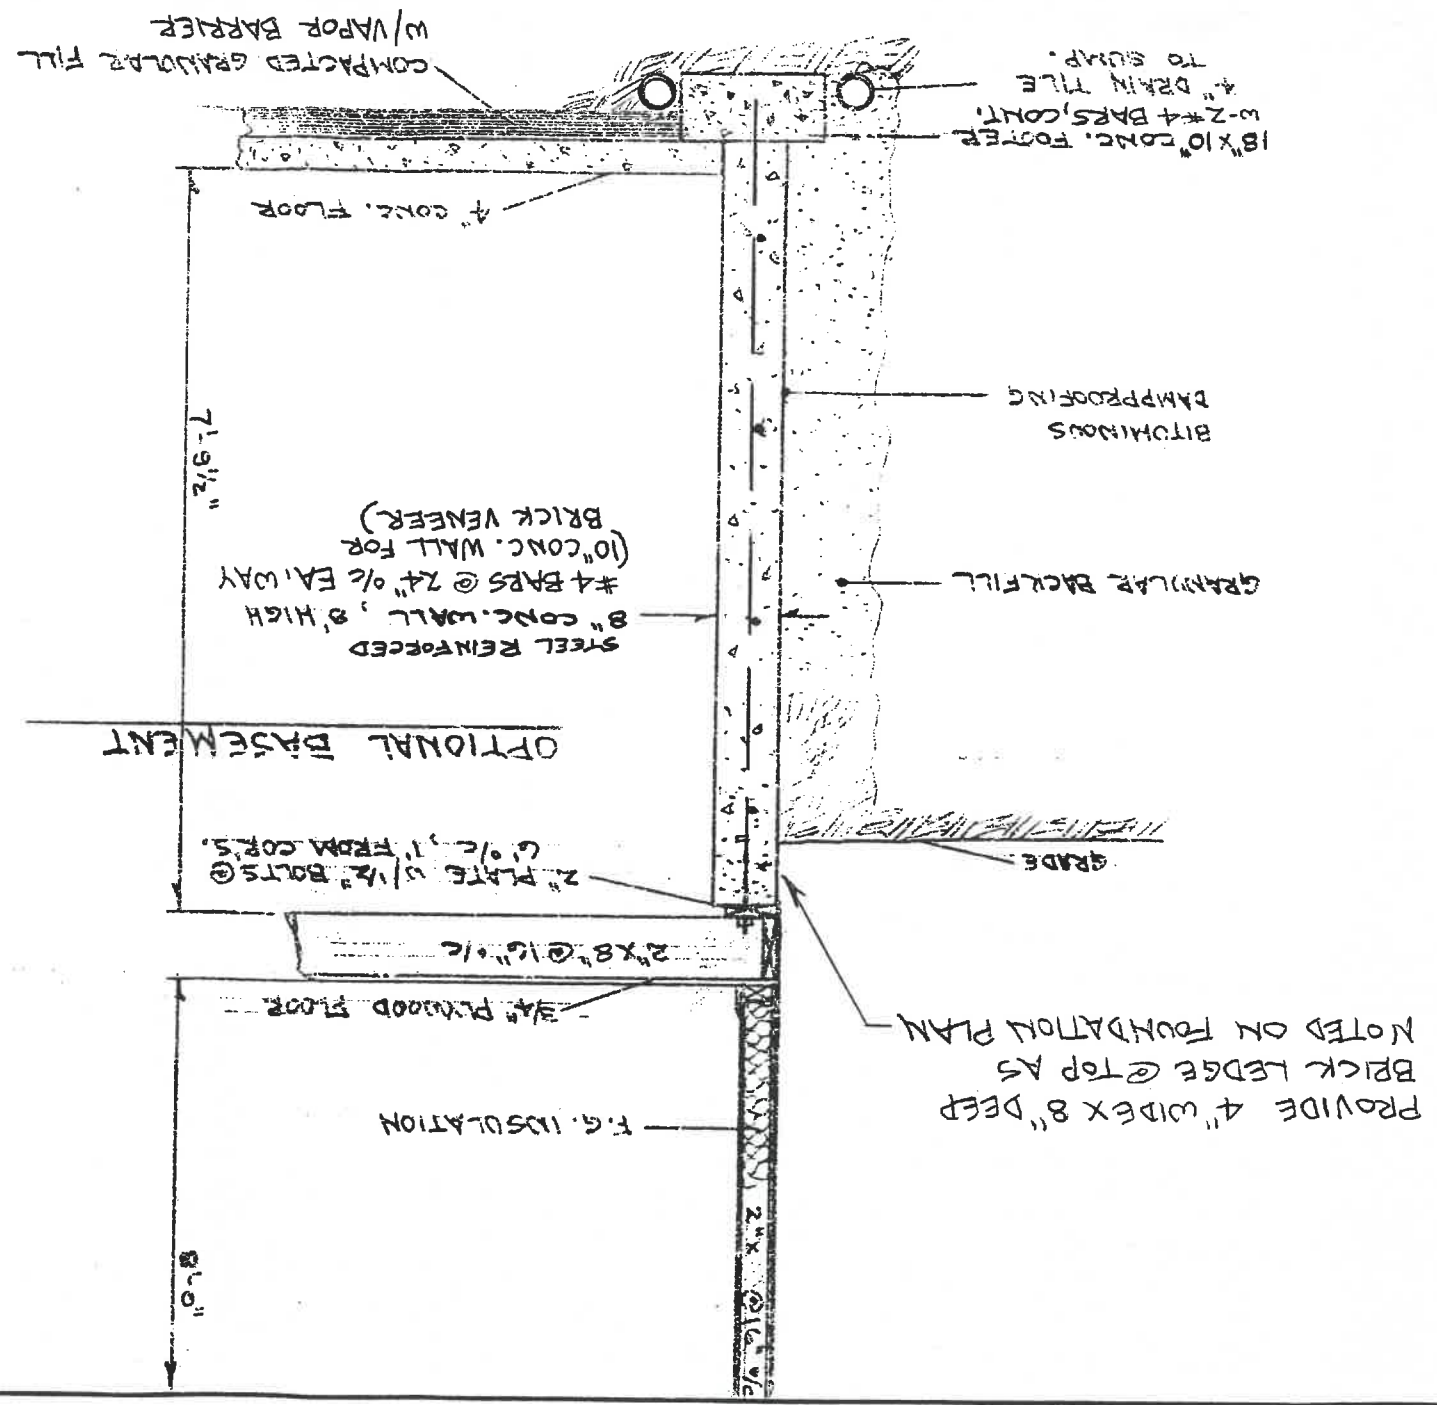 8'-0"
2"X @16" o/c
F.G. INSULATION
PROVIDE 4" WIDE X 8" DEEP
BRICK LEDGE @ TOP AS
NOTED ON FOUNDATION PLAN
3/4" PLYWOOD FLOOR
2"X8"@16" o/c
2" PLATE W/ 1/2" BOLTS @
6' o/c, 1' FROM COR'S.
GRADE
OPTIONAL BASEMENT
STEEL REINFORCED
8" CONC. WALL, 8' HIGH
#4 BARS @ 24" o/c EA. WAY
(10" CONC. WALL FOR
BRICK VENEER)
GRANULAR BACKFILL
7'-9 1/2"
BITUMINOUS
DAMPROOFING
4" CONC. FLOOR
18"X10" CONC. FOOTER
W-2 #4 BARS, CONT.
4" DRAIN TILE
TO SUMP.
COMPACTED GRANULAR FILL
W/VAPOR BARRIER